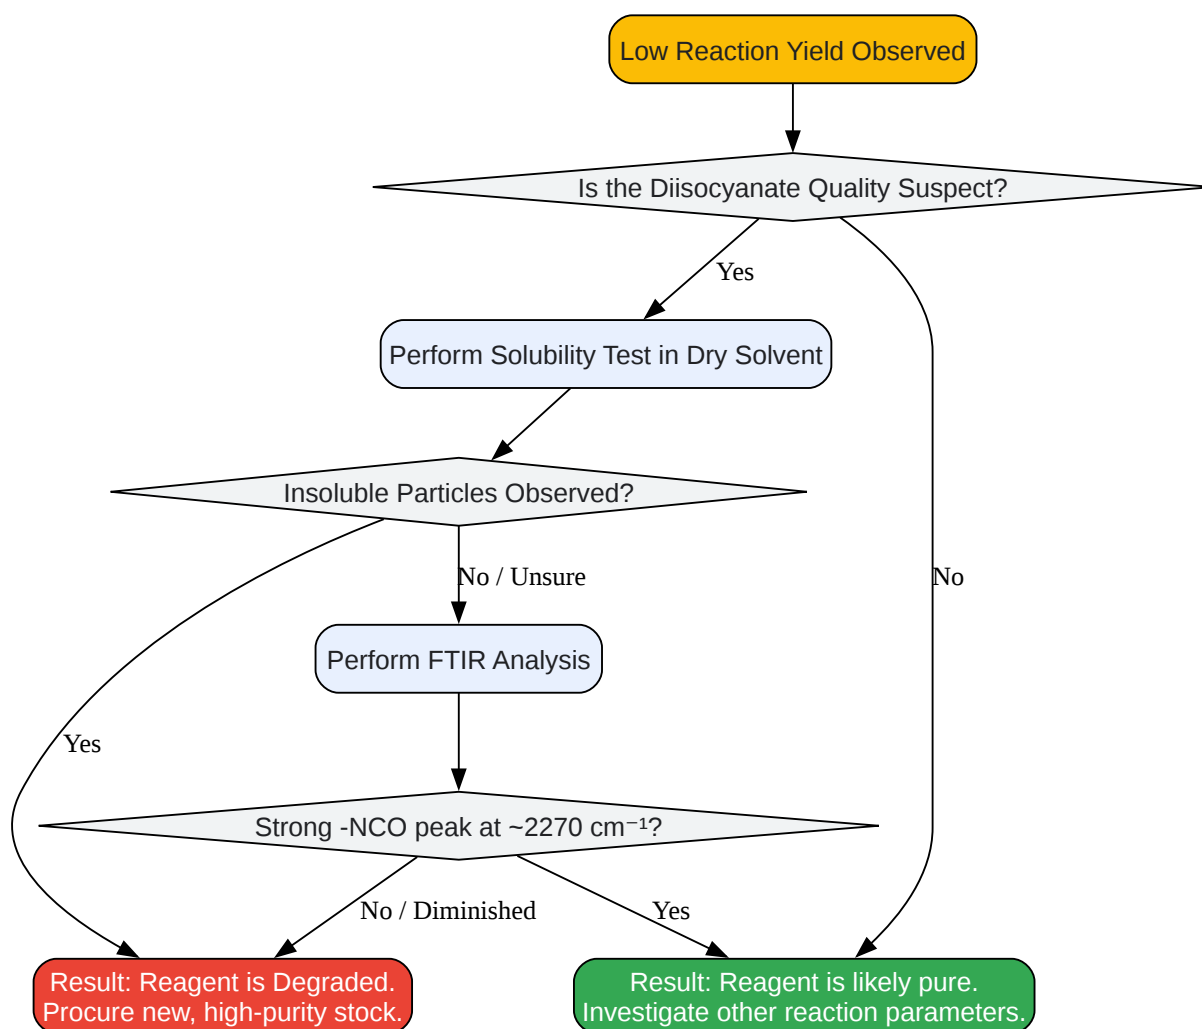 Low Reaction Yield Observed
Is the Diisocyanate Quality Suspect?
Yes
Perform Solubility Test in Dry Solvent
Insoluble Particles Observed?
No / Unsure
No
Perform FTIR Analysis
Yes
Strong -NCO peak at ~2270 cm⁻¹?
No / Diminished
Yes
Result: Reagent is Degraded.
Procure new, high-purity stock.
Result: Reagent is likely pure.
Investigate other reaction parameters.